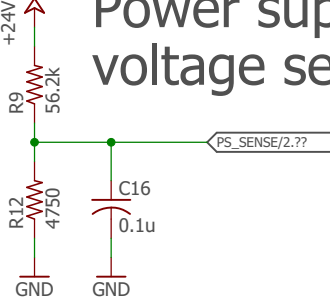 Power sup
voltage se
+24V
R9
56.2k
PS_SENSE/2.??
R12
4750
C16
0.1u
GND
GND